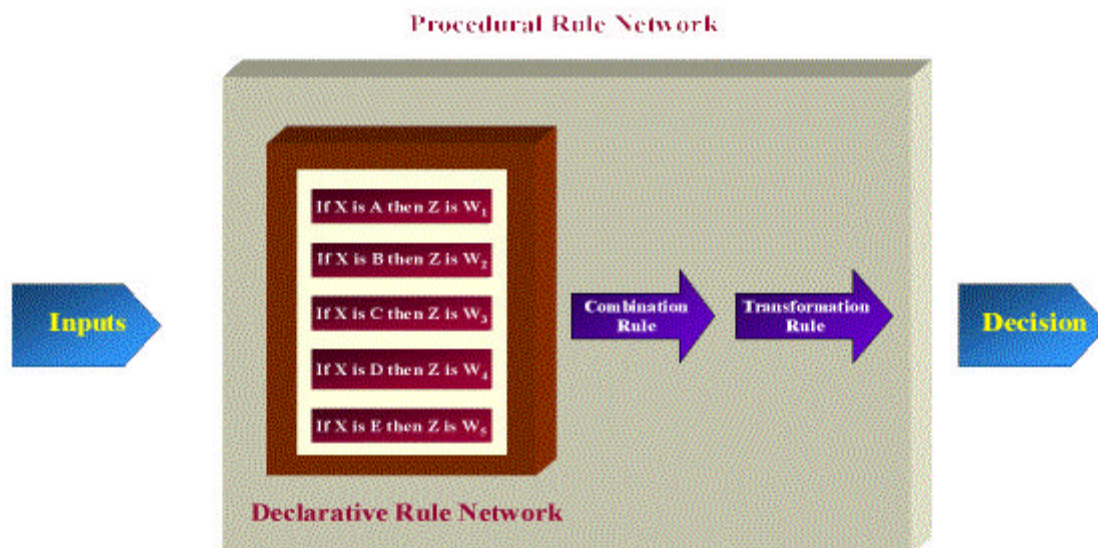 Procedural Rule Network
Inputs
If X is A then Z is W₁
If X is B then Z is W₂
If X is C then Z is W₃
If X is D then Z is W₄
If X is E then Z is W₅
Combination
Rule
Transformation
Rule
Decision
Declarative Rule Network